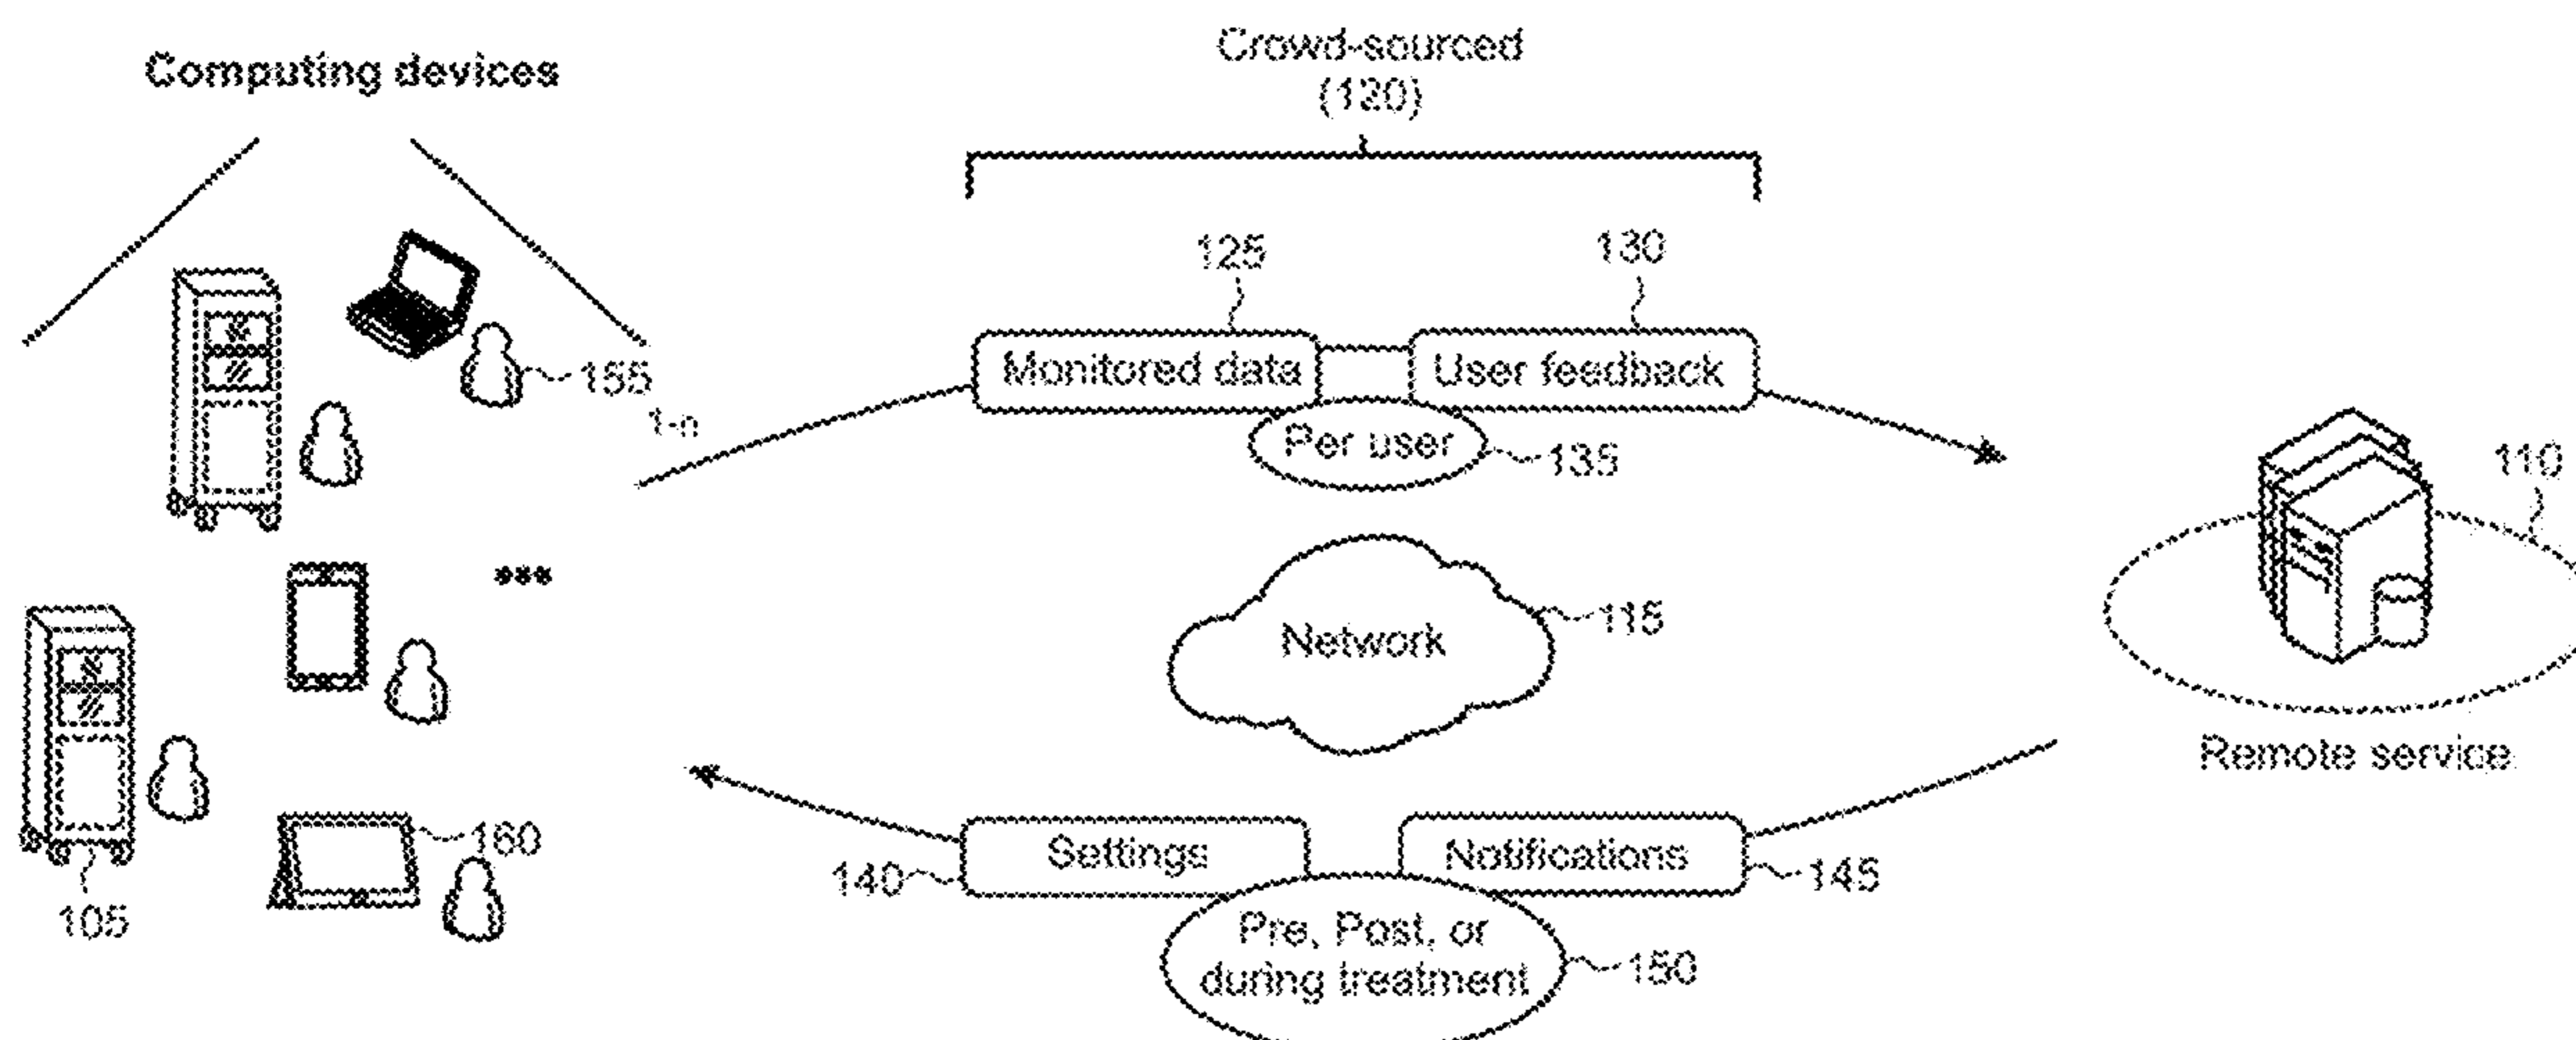 Computing devices
Crowd-sourced
(120)
125
130
Monitored data
User feedback
155
1-n
Per user
135
110
Network
115
Remote service
Settings
Notifications
140
145
160
105
Pre, Post, or
during treatment
150